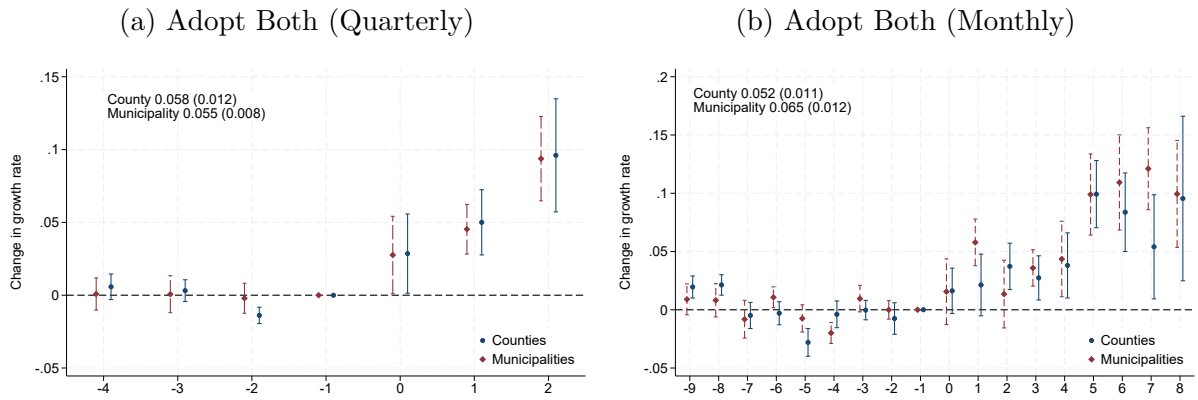 (a) Adopt Both (Quarterly)
.15
.1
.05
0
-.05
Change in growth rate
County 0.058 (0.012)
Municipality 0.055 (0.008)
Counties
Municipalities
-4 -3 -2 -1 0 1 2
(b) Adopt Both (Monthly)
.2
.15
.1
.05
0
-.05
Change in growth rate
County 0.052 (0.011)
Municipality 0.065 (0.012)
Counties
Municipalities
-9 -8 -7 -6 -5 -4 -3 -2 -1 0 1 2 3 4 5 6 7 8